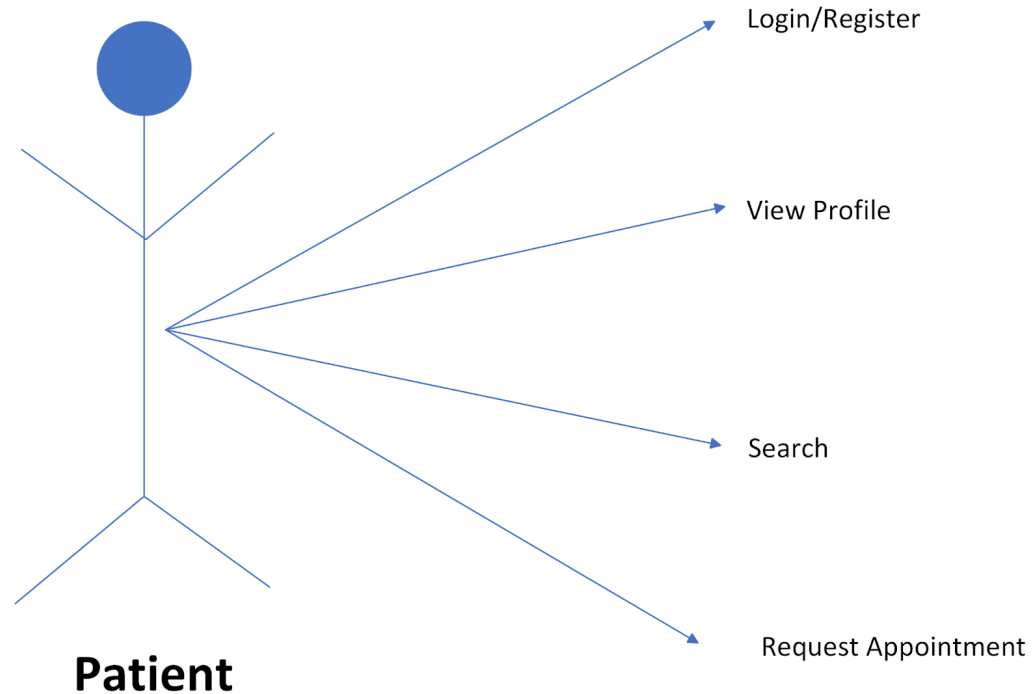 Login/Register
View Profile
Search
Request Appointment
Patient